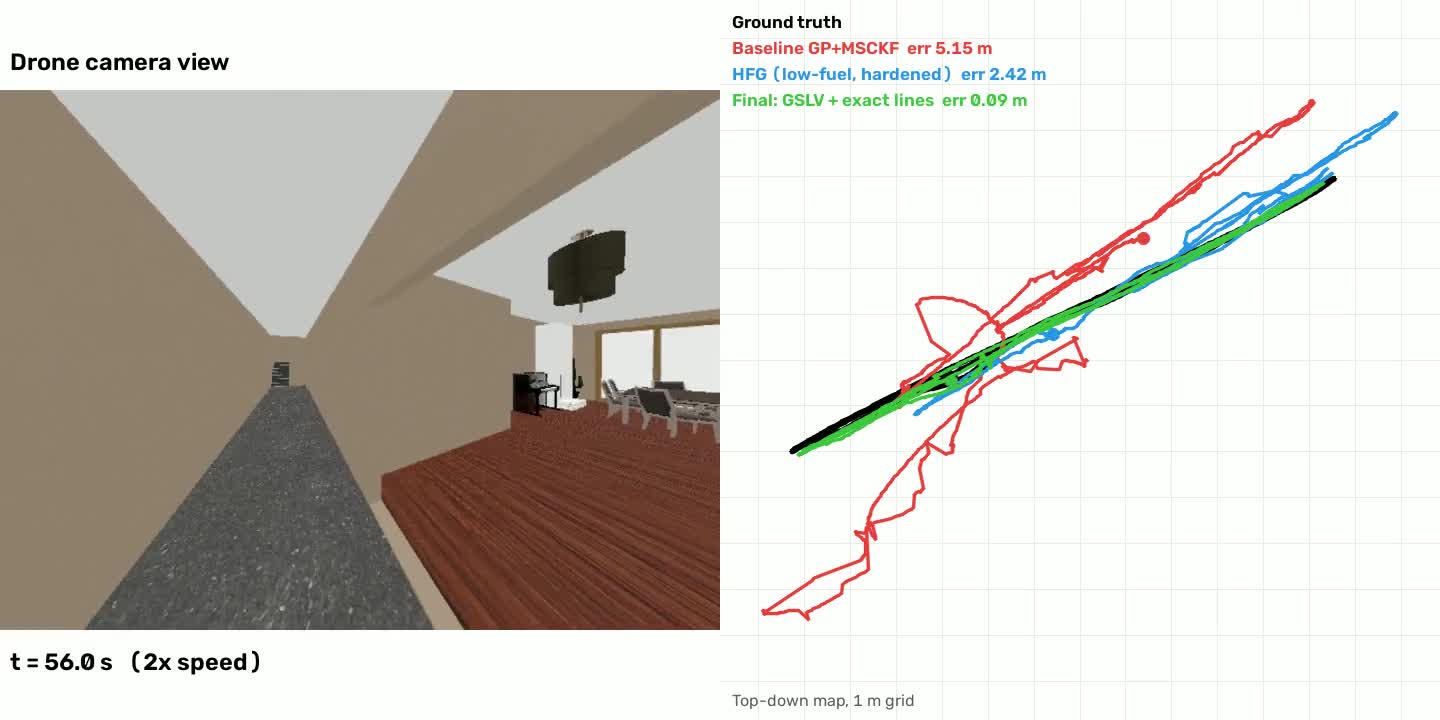 Drone camera view
t = 56.0 s (2x speed)
Ground truth
Baseline GP+MSCKF err 5.15 m
HFG (low-fuel, hardened) err 2.42 m
Final: GSLV + exact lines err 0.09 m
Top-down map, 1 m grid